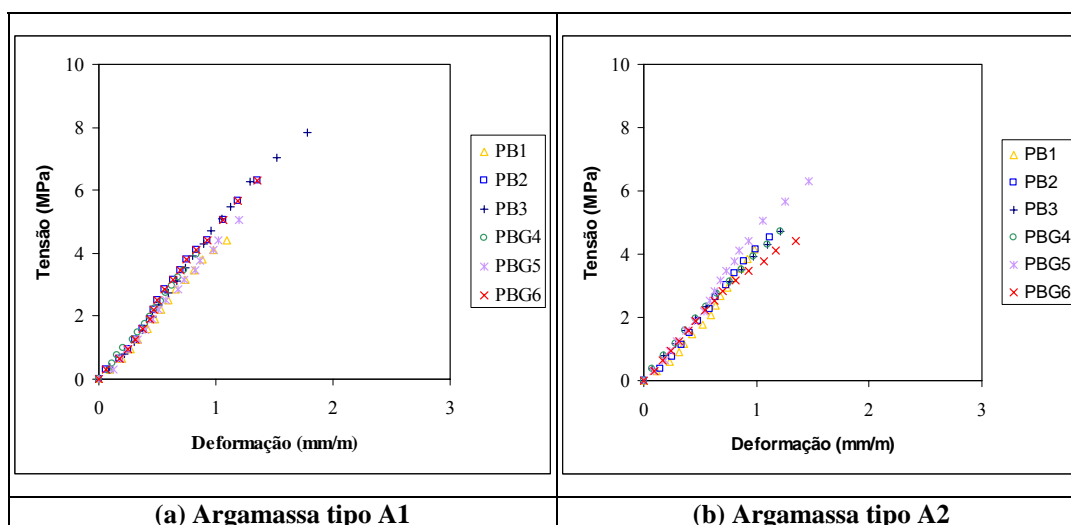 10
8
6
4
2
0
Tensão (MPa)
0 1 2 3
Deformação (mm/m)
PB1
PB2
PB3
PBG4
PBG5
PBG6
(a) Argamassa tipo A1
10
8
6
4
2
0
Tensão (MPa)
0 1 2 3
Deformação (mm/m)
PB1
PB2
PB3
PBG4
PBG5
PBG6
(b) Argamassa tipo A2